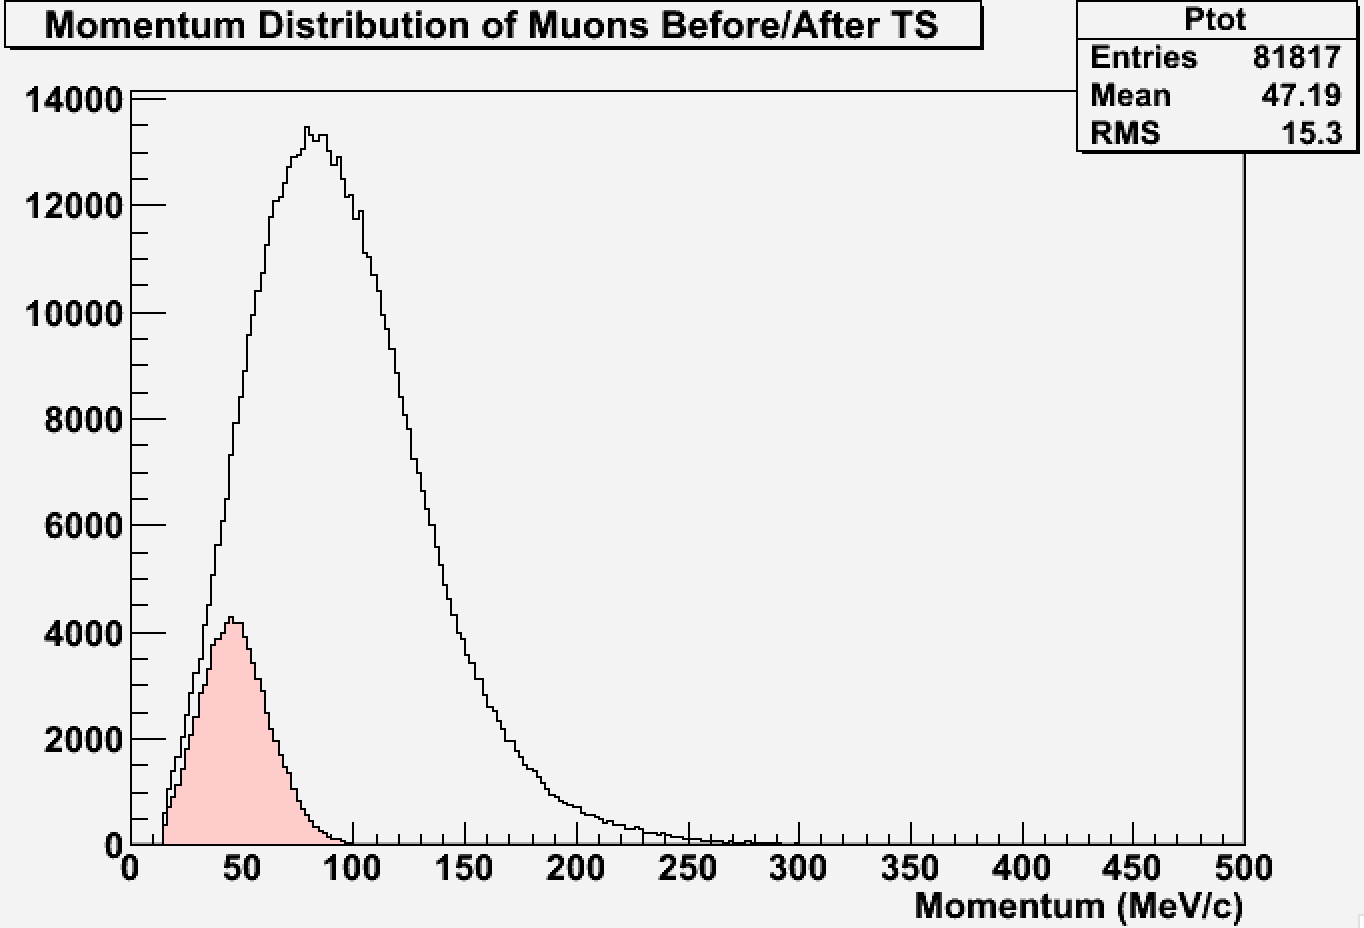 Momentum Distribution of Muons Before/After TS
Ptot
Entries 81817
Mean 47.19
RMS 15.3
14000
12000
10000
8000
6000
4000
2000
0
0 50 100 150 200 250 300 350 400 450 500
Momentum (MeV/c)